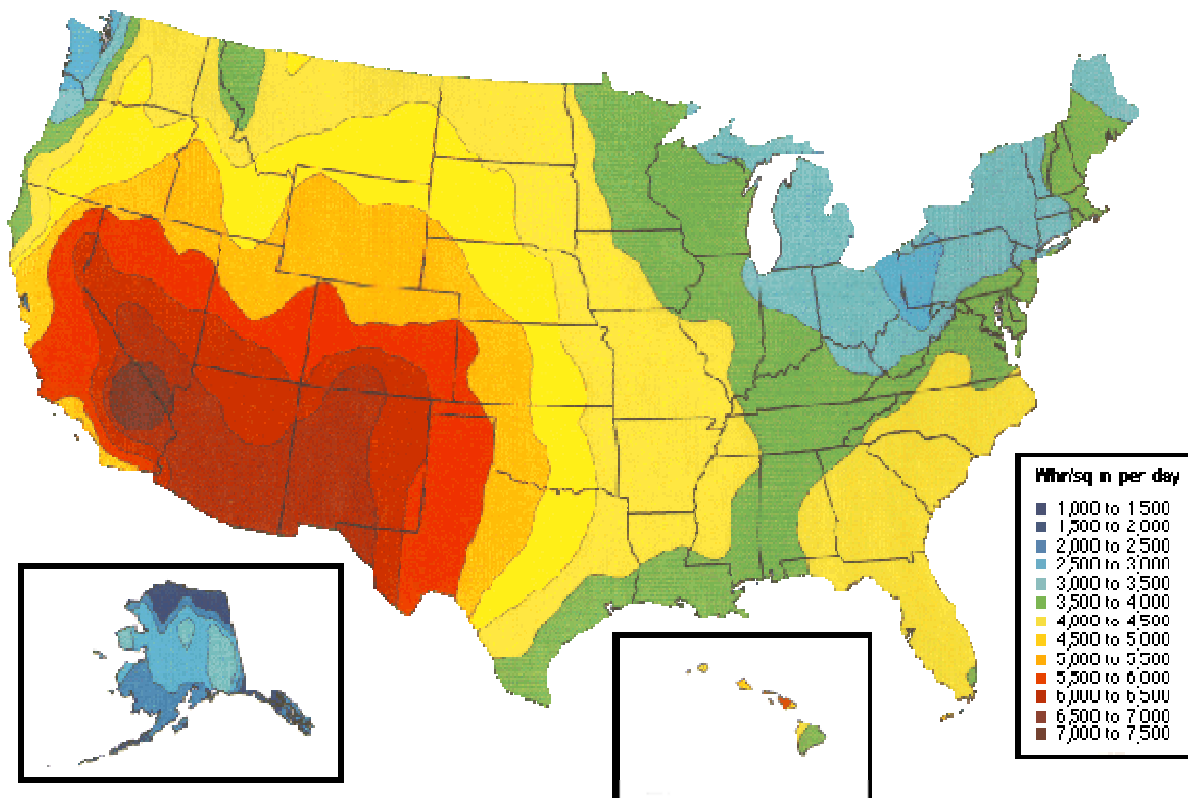 Whr/sq m per day
1,000 to 1,500
1,500 to 2,000
2,000 to 2,500
2,500 to 3,000
3,000 to 3,500
3,500 to 4,000
4,000 to 4,500
4,500 to 5,000
5,000 to 5,500
5,500 to 6,000
6,000 to 6,500
6,500 to 7,000
7,000 to 7,500